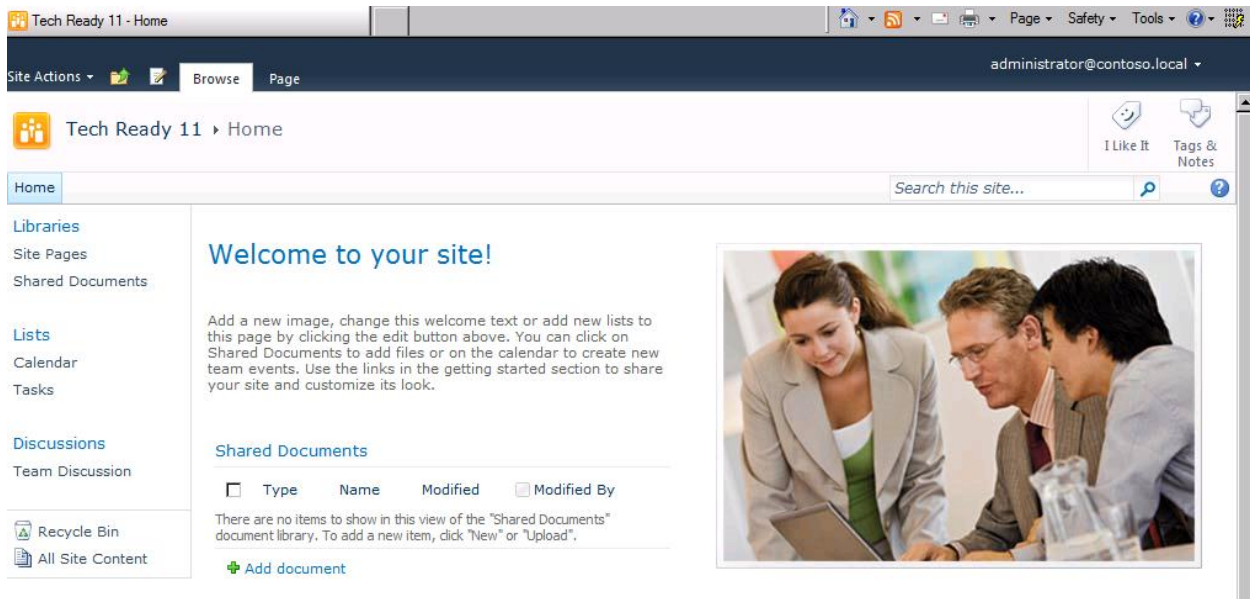 Tech Ready 11 - Home
Page
Safety
Tools
Site Actions
Browse
Page
administrator@contoso.local
Tech Ready 11 Home
I Like It
Tags &
Notes
Home
Search this site...
Libraries
Site Pages
Shared Documents
Lists
Calendar
Tasks
Discussions
Team Discussion
Recycle Bin
All Site Content
Welcome to your site!
Add a new image, change this welcome text or add new lists to
this page by clicking the edit button above. You can click on
Shared Documents to add files or on the calendar to create new
team events. Use the links in the getting started section to share
your site and customize its look.
Shared Documents
Type Name Modified Modified By
There are no items to show in this view of the "Shared Documents"
document library. To add a new item, click "New" or "Upload".
Add document